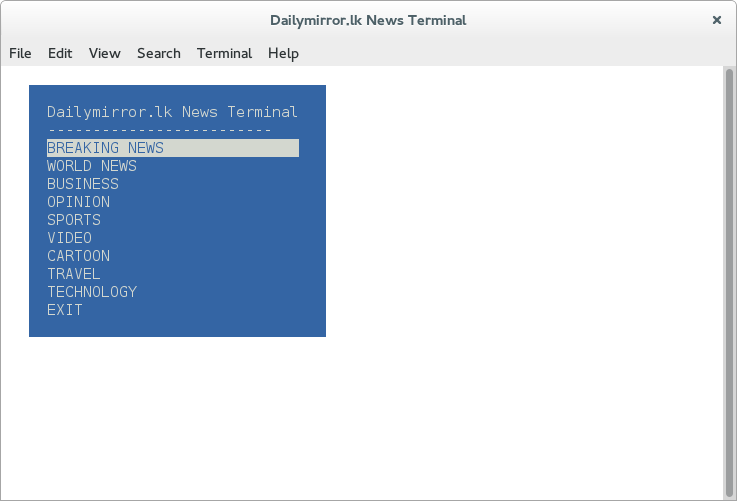 Dailymirror.lk News Terminal
File Edit View Search Terminal Help
Dailymirror.lk News Terminal
-------------------------
BREAKING NEWS
WORLD NEWS
BUSINESS
OPINION
SPORTS
VIDEO
CARTOON
TRAVEL
TECHNOLOGY
EXIT